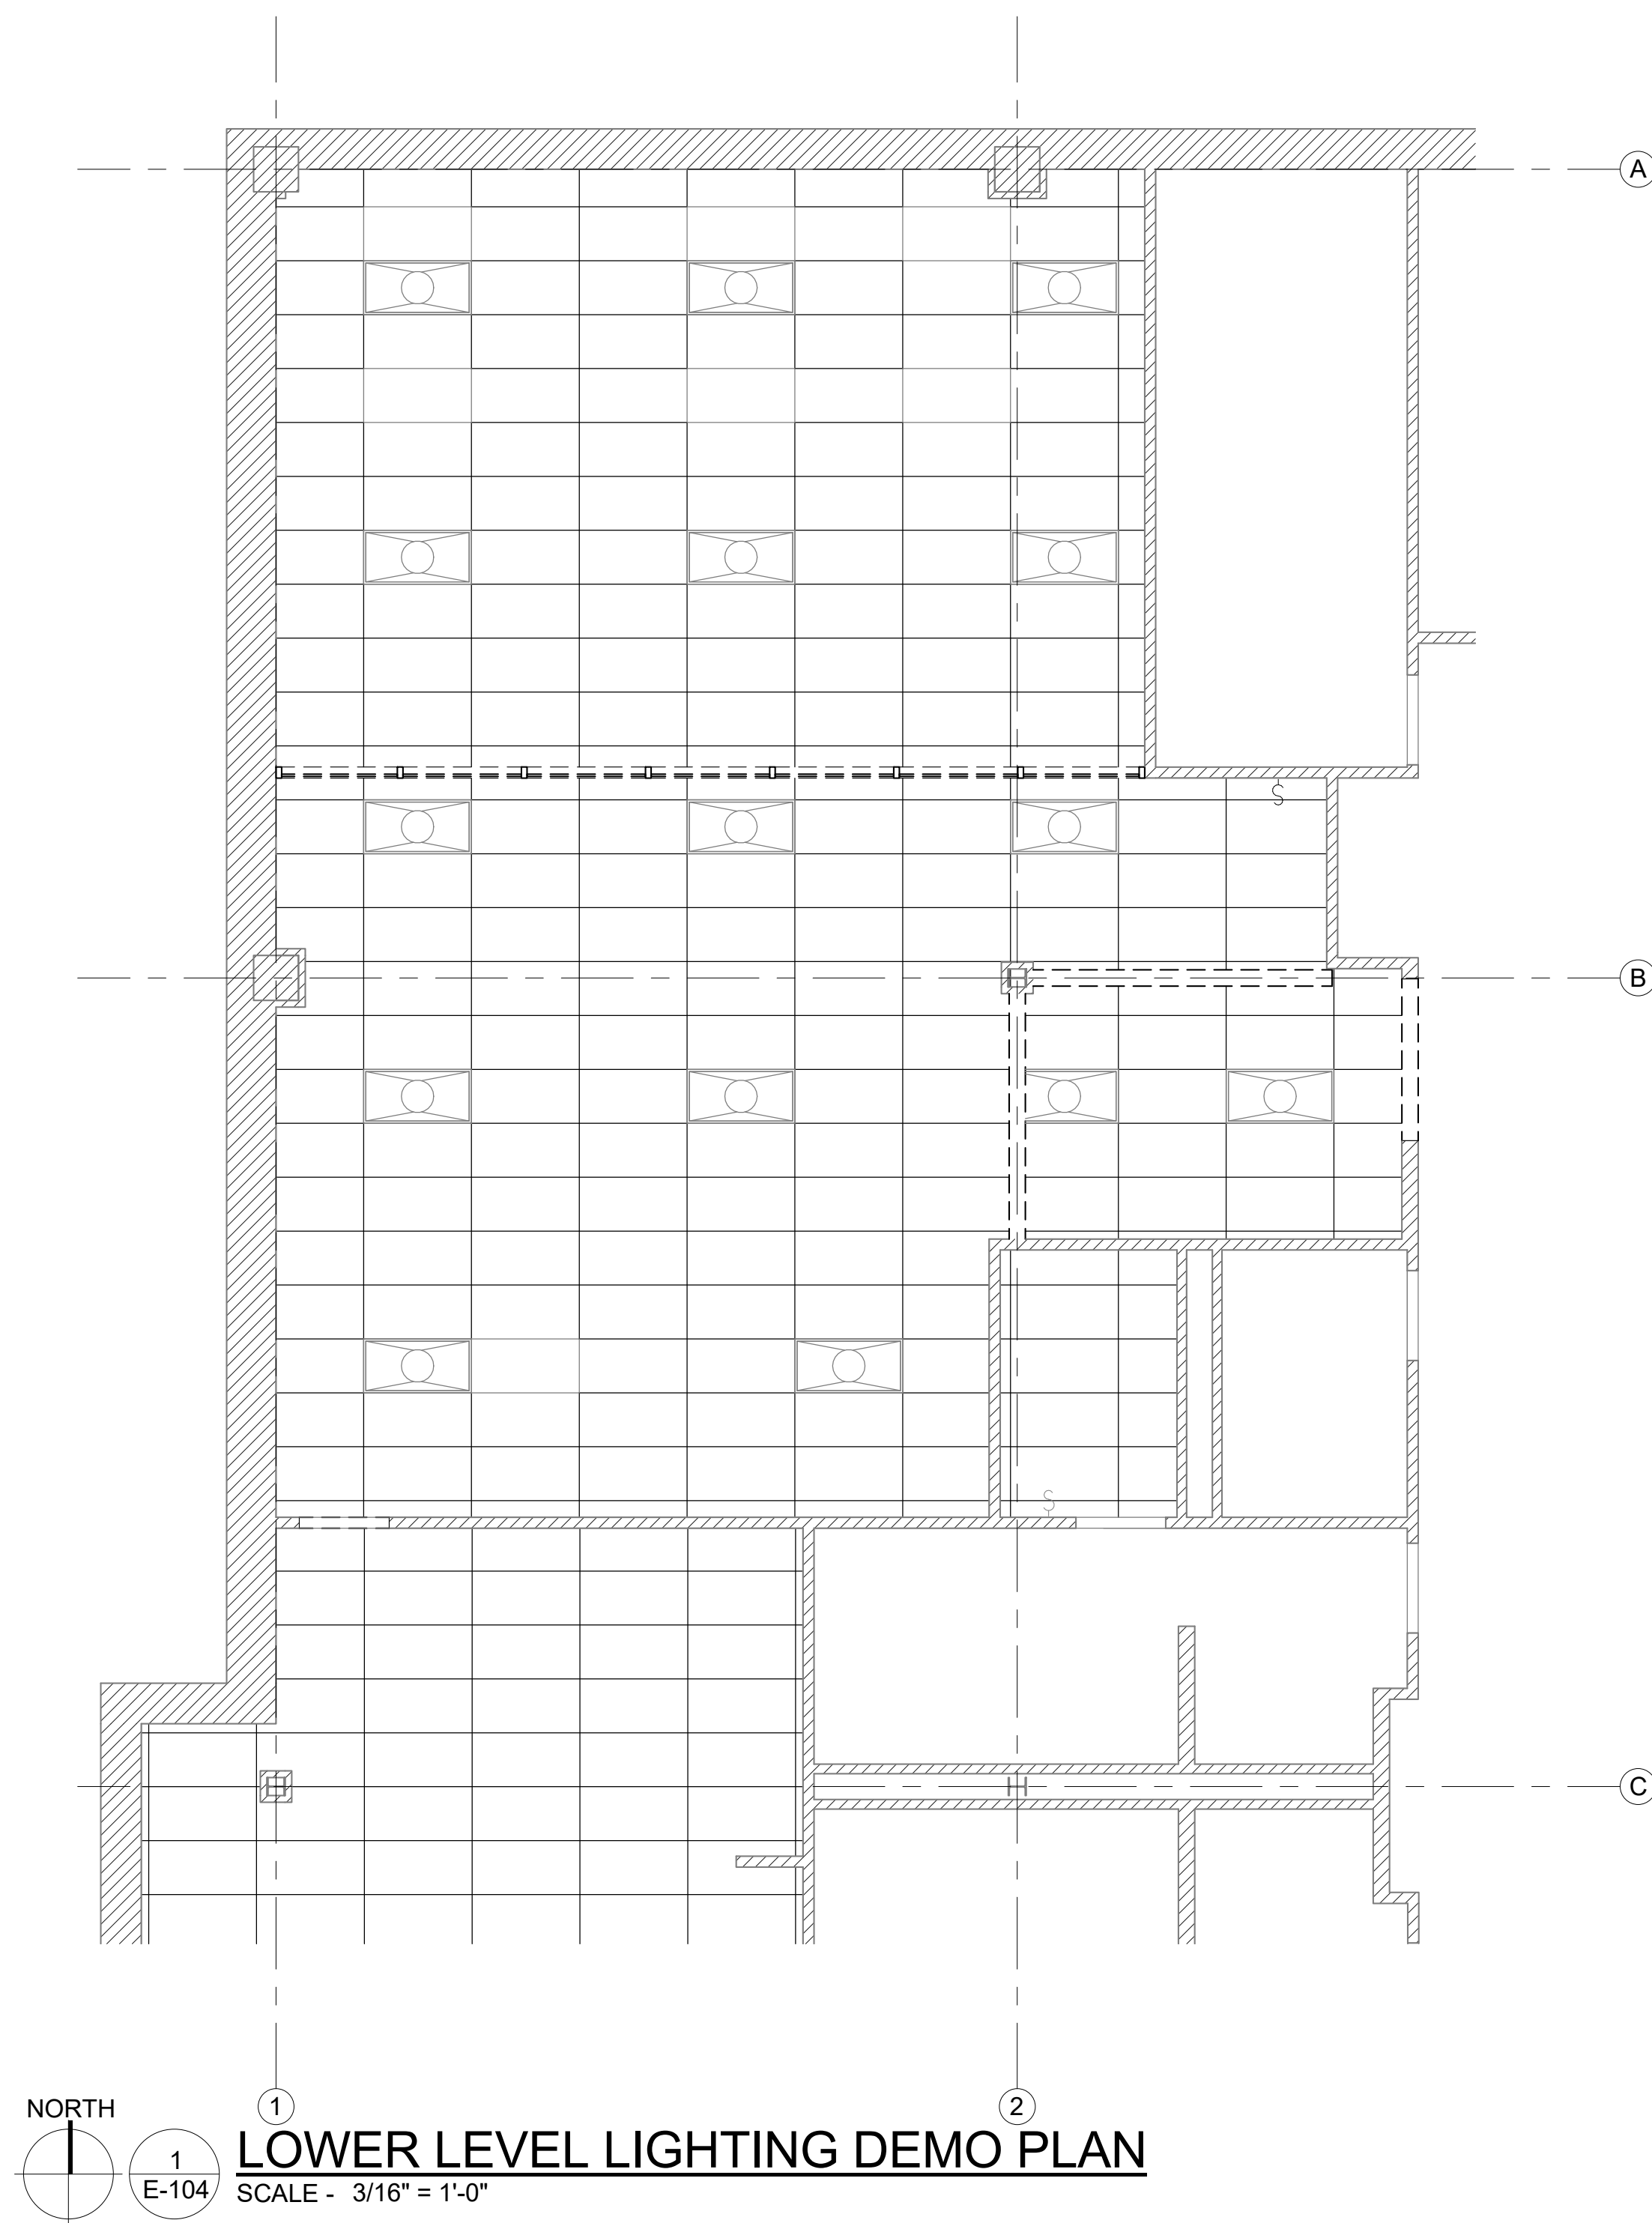 A
S
B
S
C
1
2
NORTH
1
E-104
LOWER LEVEL LIGHTING DEMO PLAN
SCALE - 3/16" = 1'-0"